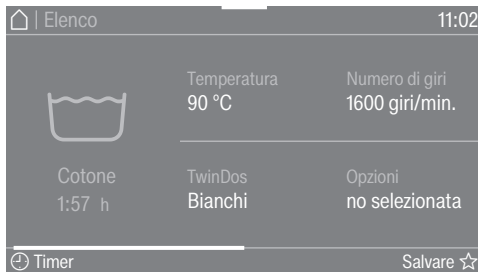 | Elenco 11:02
Temperatura Numero di giri
90 °C 1600 giri/min.
Cotone TwinDos Opzioni
1:57 h Bianchi no selezionata
Timer Salvare